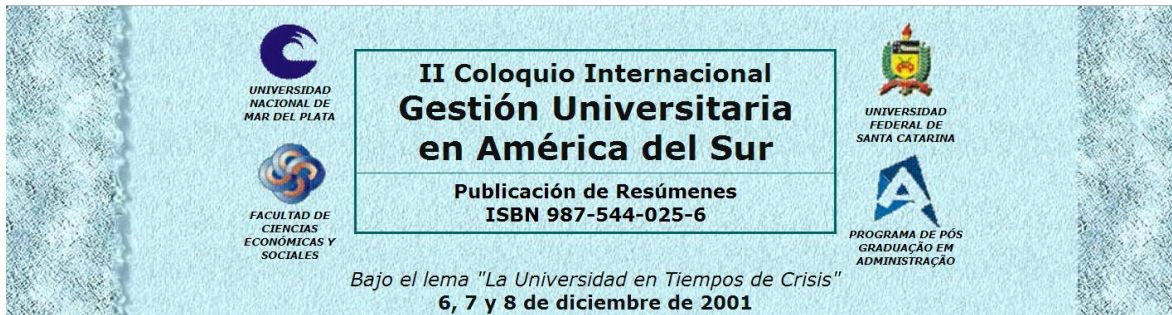 UNIVERSIDAD
NACIONAL DE
MAR DEL PLATA
FACULTAD DE
CIENCIAS
ECONÓMICAS Y
SOCIALES
II Coloquio Internacional
Gestión Universitaria
en América del Sur
Publicación de Resúmenes
ISBN 987-544-025-6
UNIVERSIDAD
FEDERAL DE
SANTA CATARINA
PROGRAMA DE PÓS
GRADUAÇÃO EM
ADMINISTRAÇÃO
Bajo el lema "La Universidad en Tiempos de Crisis"
6, 7 y 8 de diciembre de 2001